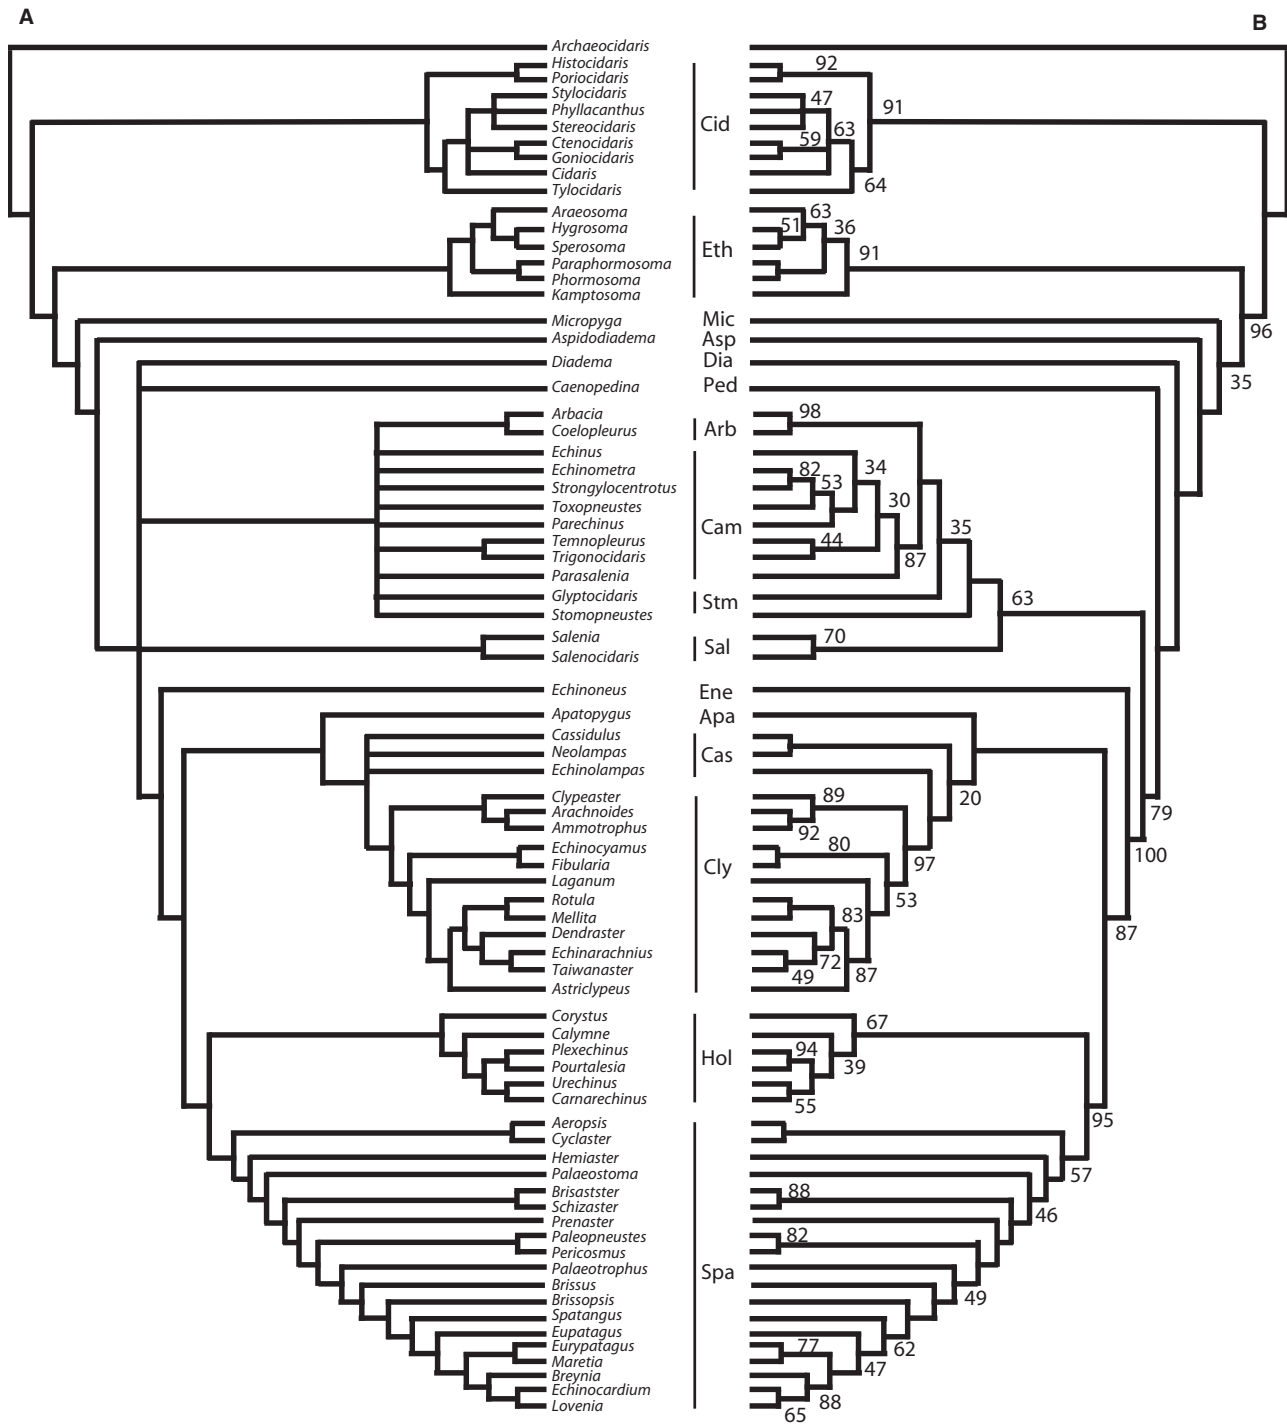 A
B
Archaeocidaris
Histocidaris
92
Poriocidaris
Stylocidaris
47
91
Phyllacanthus
Cid
Stereocidaris
63
Ctenocidaris
59
Goniocidaris
Cidaris
64
Tylocidaris
Araeosoma
63
Hygrosoma
51
36
Sperosoma
Eth
91
Paraphormosoma
Phormosoma
Kamptosoma
Micropyga
Mic
96
Aspidodiadema
Asp
Diadema
Dia
35
Caenopedina
Ped
Arbacia
98
Coelopleurus
Arb
Echinus
Echinometra
82
34
Strongylocentrotus
53
Toxopneustes
30
Parechinus
Cam
35
Temnopleurus
44
Trigonocidaris
87
Parasalenia
Glyptocidaris
Stm
63
Stomopneustes
Salenia
70
Sal
Salenocidaris
Echinoneus
Ene
Apatopygus
Apa
Cassidulus
Neolampas
Cas
Echinolampas
Clypeaster
89
20
Arachnoides
79
Ammotrophus
92
Echinocyamus
80
100
Fibularia
Cly
97
Laganum
Rotula
53
Mellita
83
Dendraster
87
Echinarachnius
72
Taiwanaster
49
87
Astriclypeus
Corystus
67
Calymne
Plexechinus
94
Hol
Pourtalesia
39
Urechinus
Carnarechinus
55
Aeropsis
95
Cyclaster
Hemiaster
Palaeostoma
57
Brisastster
88
Schizaster
46
Prenaster
Paleopneustes
82
Pericosmus
Palaeotrophus
Spa
Brissus
Brissopsis
49
Spatangus
Eupatagus
Eurypatagus
77
62
Maretia
Breynia
47
Echinocardium
88
Lovenia
65